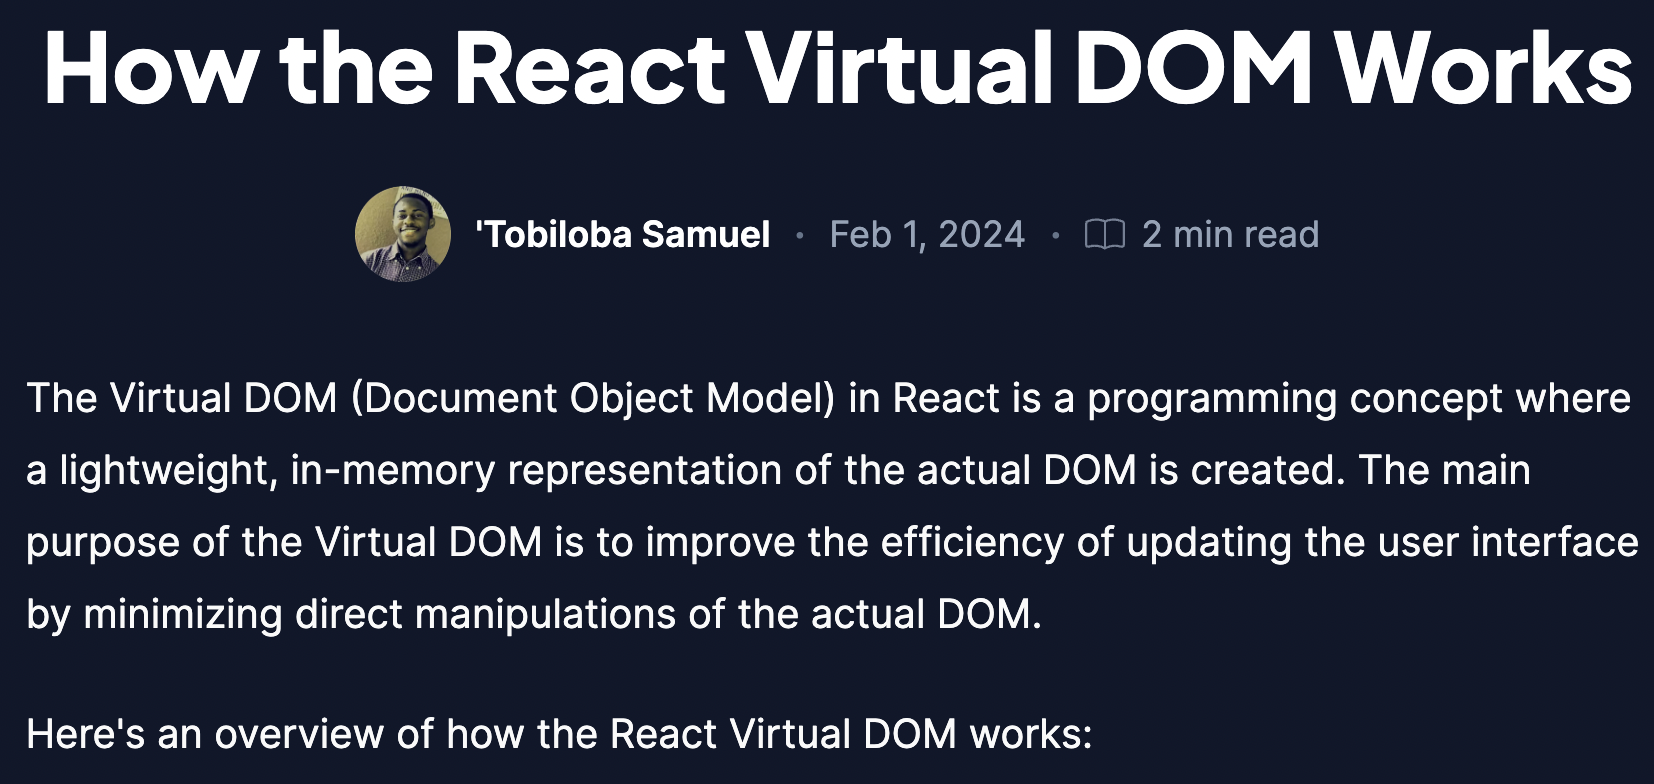 How the React Virtual DOM Works
'Tobiloba Samuel · Feb 1, 2024 · 2 min read
The Virtual DOM (Document Object Model) in React is a programming concept where
a lightweight, in-memory representation of the actual DOM is created. The main
purpose of the Virtual DOM is to improve the efficiency of updating the user interface
by minimizing direct manipulations of the actual DOM.
Here's an overview of how the React Virtual DOM works: